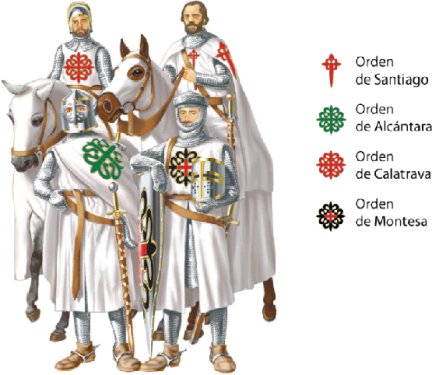 Orden
de Santiago
Orden
de Alcántara
Orden
de Calatrava
Orden
de Montesa